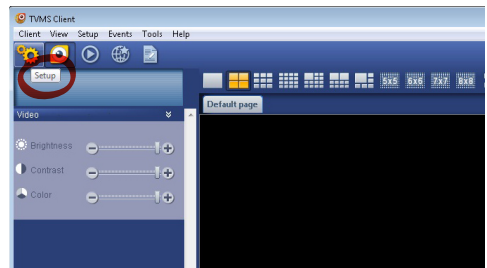 TVMS Client
Client View Setup Events Tools Help
Setup
5x5 6x6 7x7 8x8
Default page
Video
Brightness
Contrast
Color